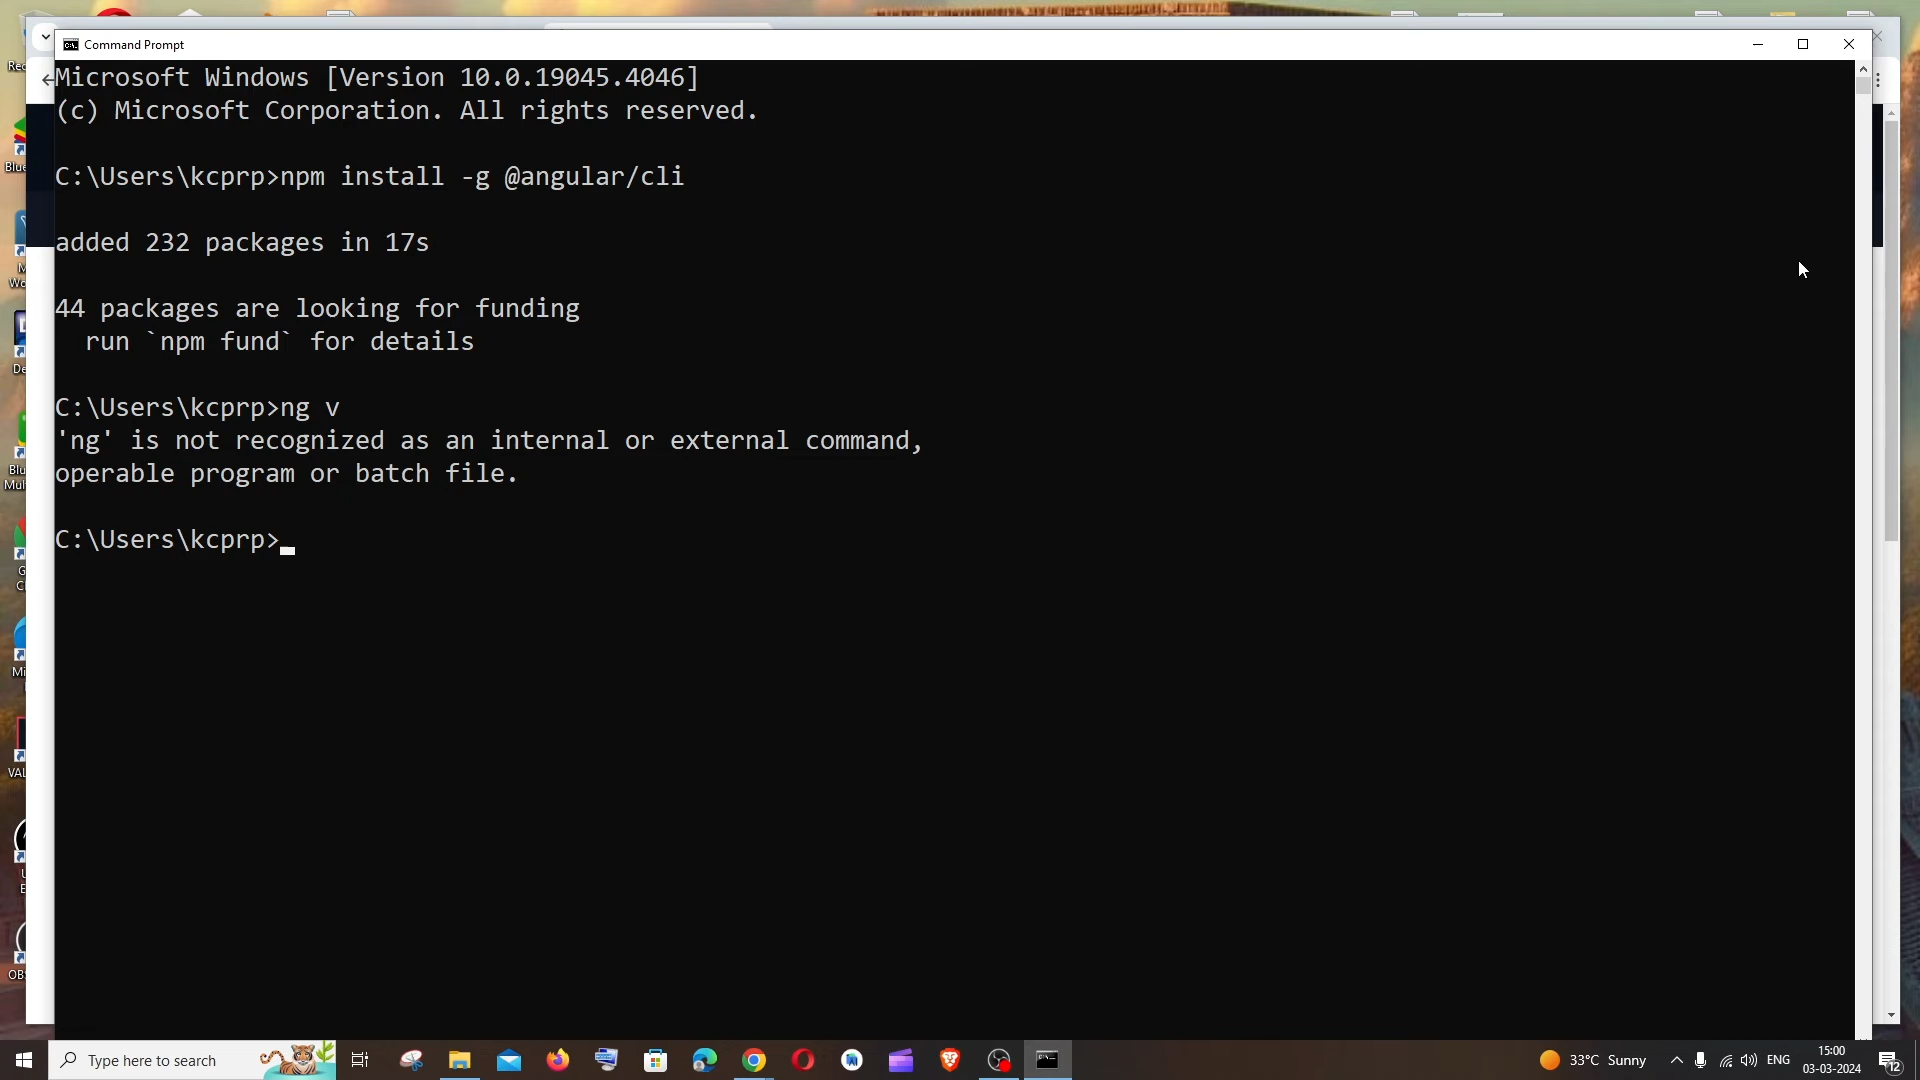 Command Prompt
Microsoft Windows [Version 10.0.19045.4046]
(c) Microsoft Corporation. All rights reserved.
C:\Users\kcprp>npm install -g @angular/cli
added 232 packages in 17s
44 packages are looking for funding
run `npm fund` for details
C:\Users\kcprp>ng v
'ng' is not recognized as an internal or external command,
operable program or batch file.
C:\Users\kcprp>
Type here to search
33°C Sunny
ENG
15:00
03-03-2024
12